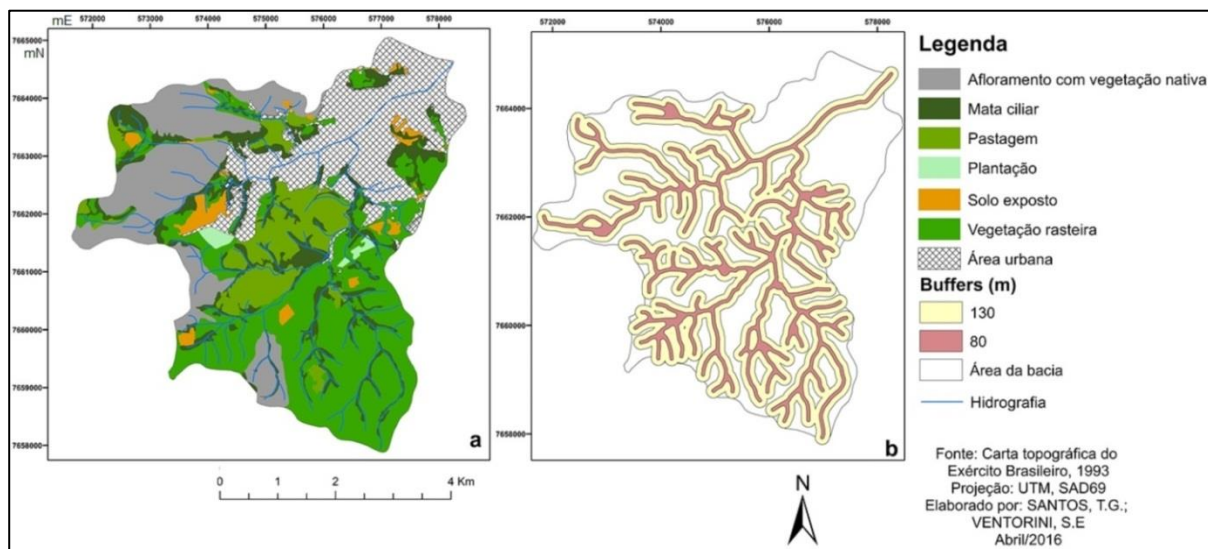 mE 572000 573000 574000 575000 576000 577000 578000
mN
7665000
7664000
7663000
7662000
7661000
7660000
7659000
7658000
a
0 1 2 4 Km
572000 574000 576000 578000
7664000
7662000
7660000
7658000
b
N
Legenda
Afloramento com vegetação nativa
Mata ciliar
Pastagem
Plantação
Solo exposto
Vegetação rasteira
Área urbana
Buffers (m)
130
80
Área da bacia
Hidrografia
Fonte: Carta topográfica do
Exército Brasileiro, 1993
Projeção: UTM, SAD69
Elaborado por: SANTOS, T.G.;
VENTORINI, S.E
Abril/2016